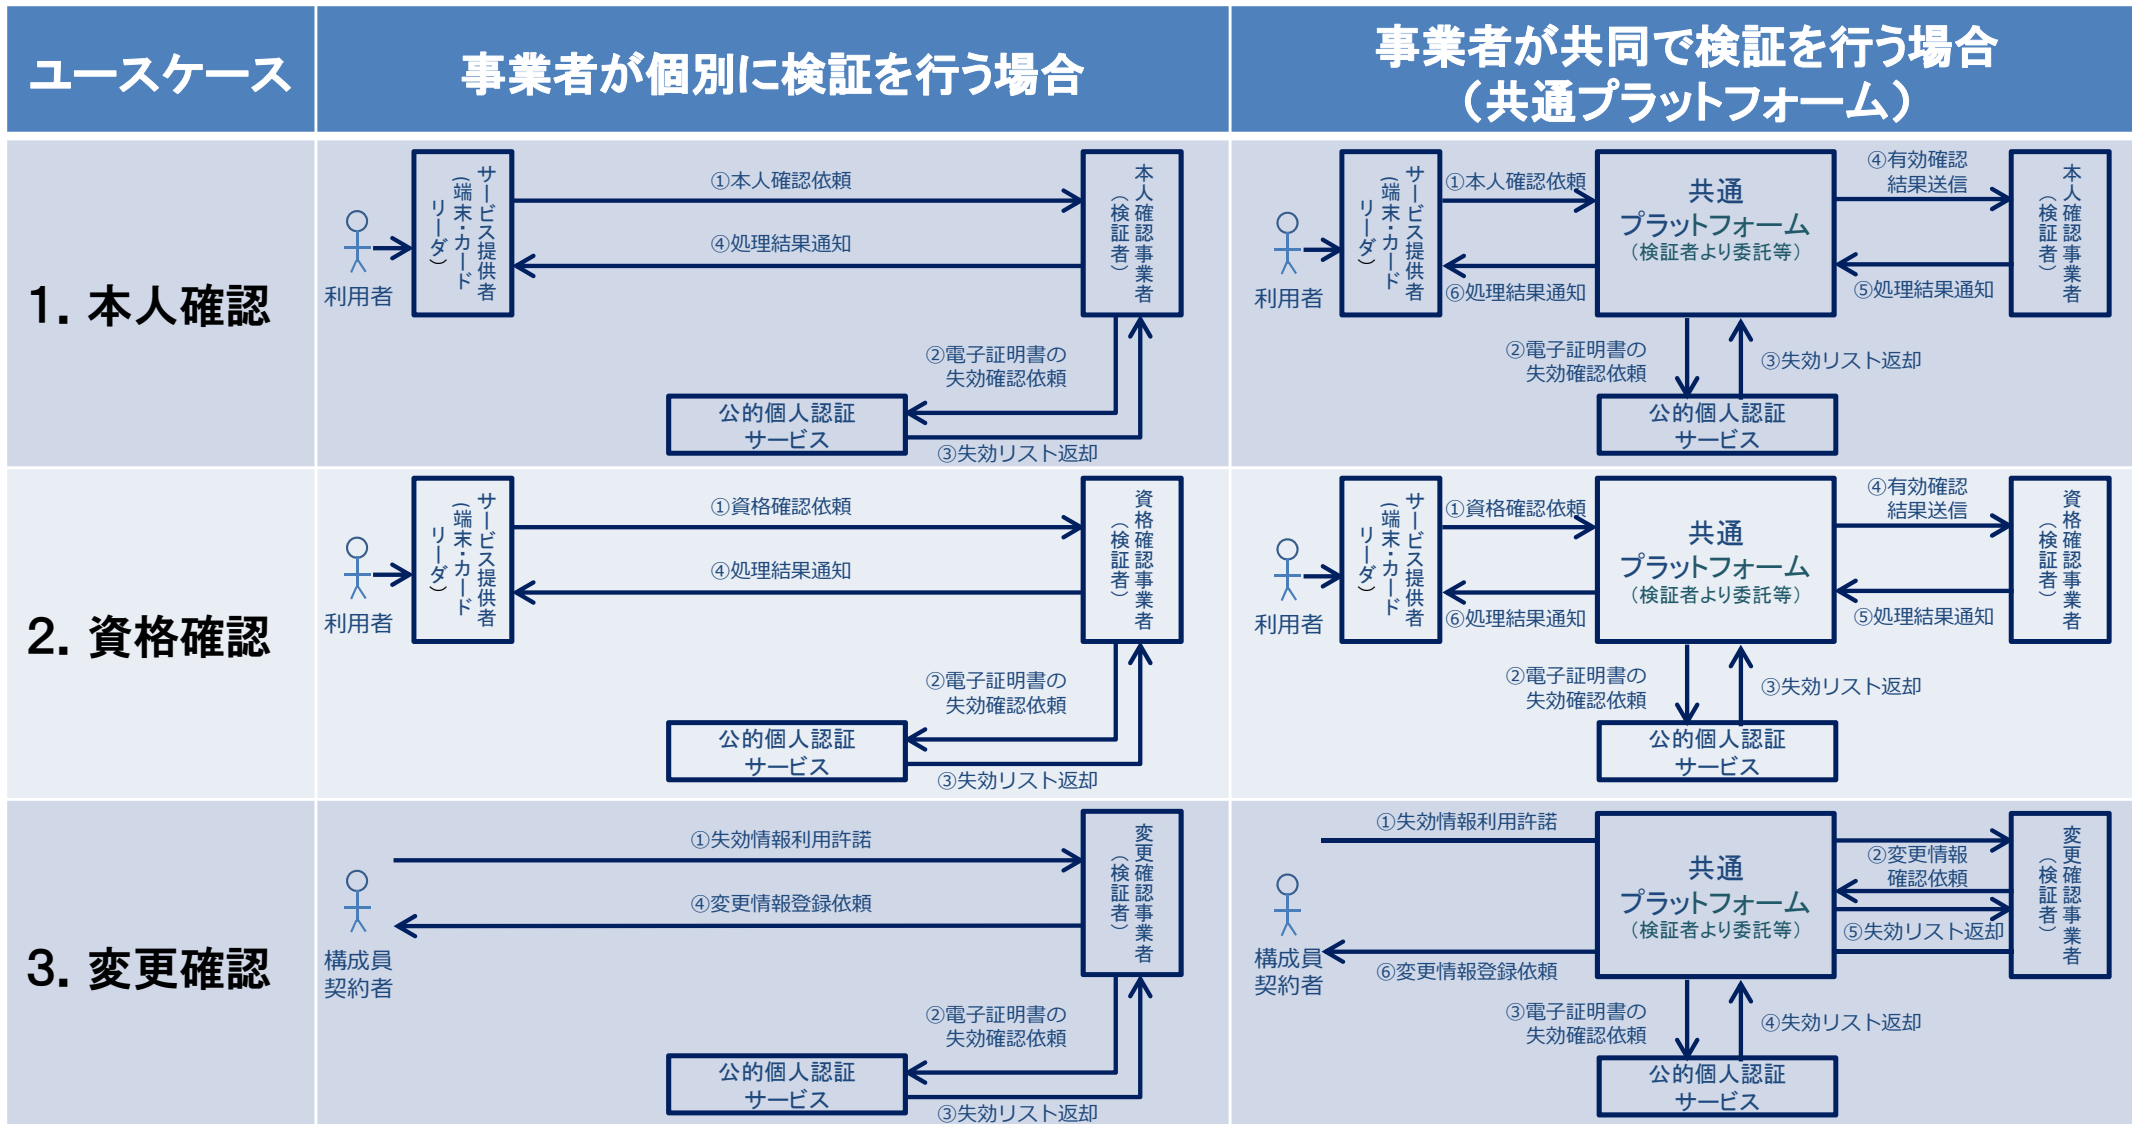 ユースケース
事業者が個別に検証を行う場合
事業者が共同で検証を行う場合
（共通プラットフォーム）
1. 本人確認
利用者
サービス提供者
（端末・カード
リーダ）
①本人確認依頼
④処理結果通知
本人確認事業者
（検証者）
②電子証明書の
失効確認依頼
公的個人認証
サービス
③失効リスト返却
利用者
サービス提供者
（端末・カード
リーダ）
①本人確認依頼
⑥処理結果通知
共通
プラットフォーム
（検証者より委託等）
④有効確認
結果送信
⑤処理結果通知
本人確認事業者
（検証者）
②電子証明書の
失効確認依頼
③失効リスト返却
公的個人認証
サービス
2. 資格確認
利用者
サービス提供者
（端末・カード
リーダ）
①資格確認依頼
④処理結果通知
資格確認事業者
（検証者）
②電子証明書の
失効確認依頼
公的個人認証
サービス
③失効リスト返却
利用者
サービス提供者
（端末・カード
リーダ）
①資格確認依頼
⑥処理結果通知
共通
プラットフォーム
（検証者より委託等）
④有効確認
結果送信
⑤処理結果通知
資格確認事業者
（検証者）
②電子証明書の
失効確認依頼
③失効リスト返却
公的個人認証
サービス
3. 変更確認
構成員
契約者
①失効情報利用許諾
④変更情報登録依頼
変更確認事業者
（検証者）
②電子証明書の
失効確認依頼
公的個人認証
サービス
③失効リスト返却
構成員
契約者
①失効情報利用許諾
⑥変更情報登録依頼
共通
プラットフォーム
（検証者より委託等）
②変更情報
確認依頼
⑤失効リスト返却
変更確認事業者
（検証者）
③電子証明書の
失効確認依頼
④失効リスト返却
公的個人認証
サービス